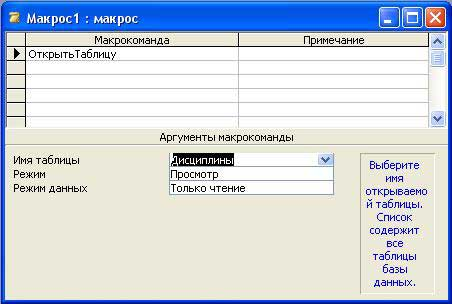 Макрос1 : макрос
Макрокоманда Примечание
ОткрытьТаблицу
Аргументы макрокоманды
Имя таблицы Дисциплины
Режим Просмотр
Режим данных Только чтение
Выберите
имя
открываемо
й таблицы.
Список
содержит
все
таблицы
базы
данных.